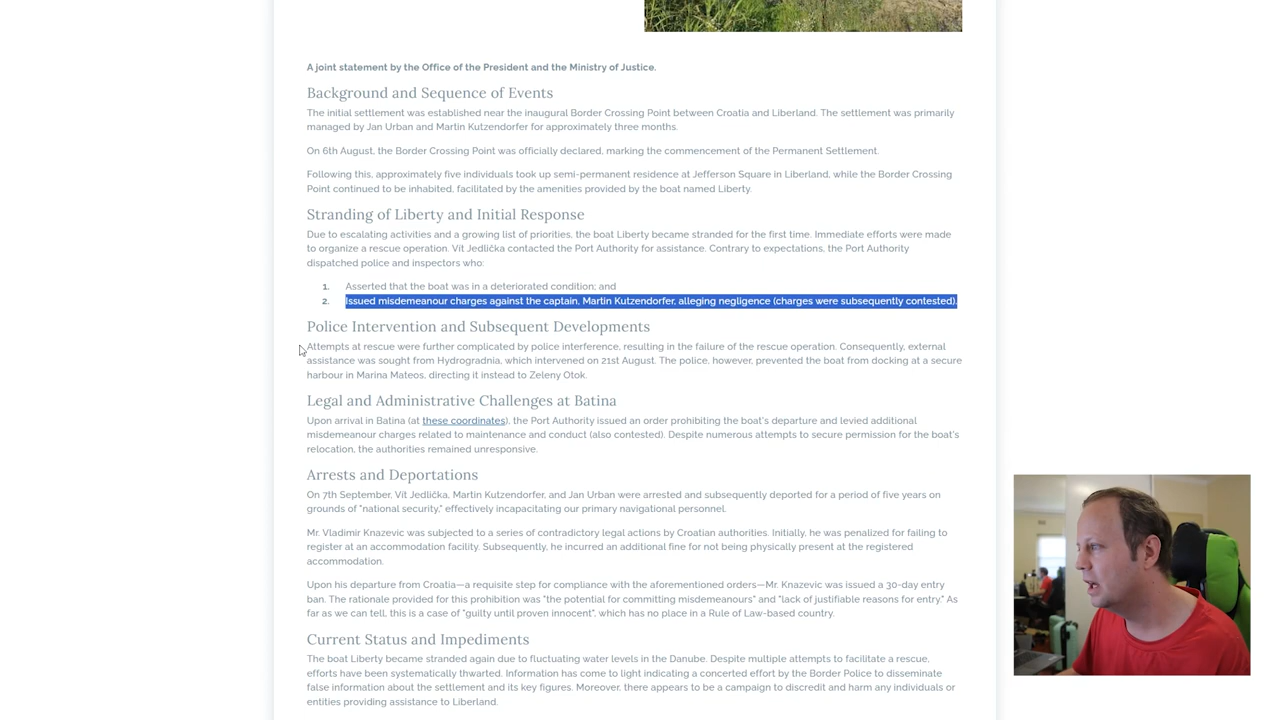 A joint statement by the Office of the President and the Ministry of Justice.
Background and Sequence of Events
The initial settlement was established near the inaugural Border Crossing Point between Croatia and Liberland. The settlement was primarily
managed by Jan Urban and Martin Kutzendorfer for approximately three months.
On 6th August, the Border Crossing Point was officially declared, marking the commencement of the Permanent Settlement.
Following this, approximately five individuals took up semi-permanent residence at Jefferson Square in Liberland, while the Border Crossing
Point continued to be inhabited, facilitated by the amenities provided by the boat named Liberty.
Stranding of Liberty and Initial Response
Due to escalating activities and a growing list of priorities, the boat Liberty became stranded for the first time. Immediate efforts were made
to organize a rescue operation. Vít Jedlička contacted the Port Authority for assistance. Contrary to expectations, the Port Authority
dispatched police and inspectors who:
1. Asserted that the boat was in a deteriorated condition; and
2. Issued misdemeanour charges against the captain, Martin Kutzendorfer, alleging negligence (charges were subsequently contested).
Police Intervention and Subsequent Developments
Attempts at rescue were further complicated by police interference, resulting in the failure of the rescue operation. Consequently, external
assistance was sought from Hydrogradnia, which intervened on 21st August. The police, however, prevented the boat from docking at a secure
harbour in Marina Mateos, directing it instead to Zeleny Otok.
Legal and Administrative Challenges at Batina
Upon arrival in Batina (at these coordinates), the Port Authority issued an order prohibiting the boat's departure and levied additional
misdemeanour charges related to maintenance and conduct (also contested). Despite numerous attempts to secure permission for the boat's
relocation, the authorities remained unresponsive.
Arrests and Deportations
On 7th September, Vít Jedlička, Martin Kutzendorfer, and Jan Urban were arrested and subsequently deported for a period of five years on
grounds of "national security," effectively incapacitating our primary navigational personnel.
Mr. Vladimir Knazevic was subjected to a series of contradictory legal actions by Croatian authorities. Initially, he was penalized for failing to
register at an accommodation facility. Subsequently, he incurred an additional fine for not being physically present at the registered
accommodation.
Upon his departure from Croatia—a requisite step for compliance with the aforementioned orders—Mr. Knazevic was issued a 30-day entry
ban. The rationale provided for this prohibition was "the potential for committing misdemeanours" and "lack of justifiable reasons for entry." As
far as we can tell, this is a case of "guilty until proven innocent", which has no place in a Rule of Law-based country.
Current Status and Impediments
The boat Liberty became stranded again due to fluctuating water levels in the Danube. Despite multiple attempts to facilitate a rescue,
efforts have been systematically thwarted. Information has come to light indicating a concerted effort by the Border Police to disseminate
false information about the settlement and its key figures. Moreover, there appears to be a campaign to discredit and harm any individuals or
entities providing assistance to Liberland.